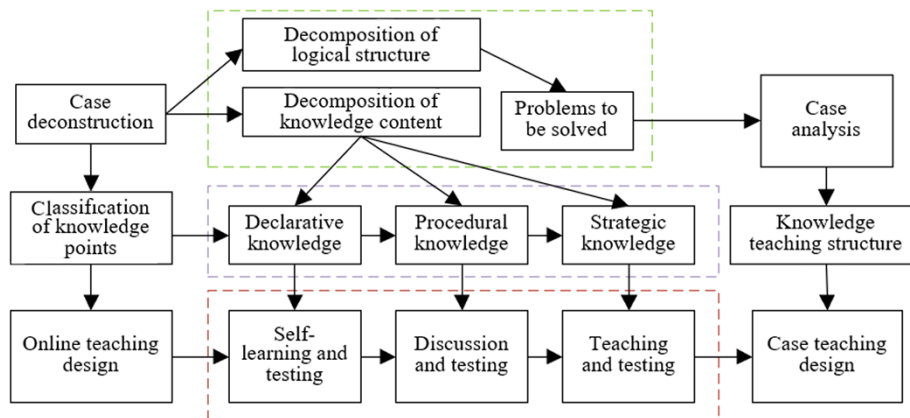 Decomposition of
logical structure
Case
deconstruction
Decomposition of
knowledge content
Problems to
be solved
Case
analysis
Classification
of knowledge
points
Declarative
knowledge
Procedural
knowledge
Strategic
knowledge
Knowledge
teaching structure
Online teaching
design
Self-
learning and
testing
Discussion
and testing
Teaching
and testing
Case teaching
design